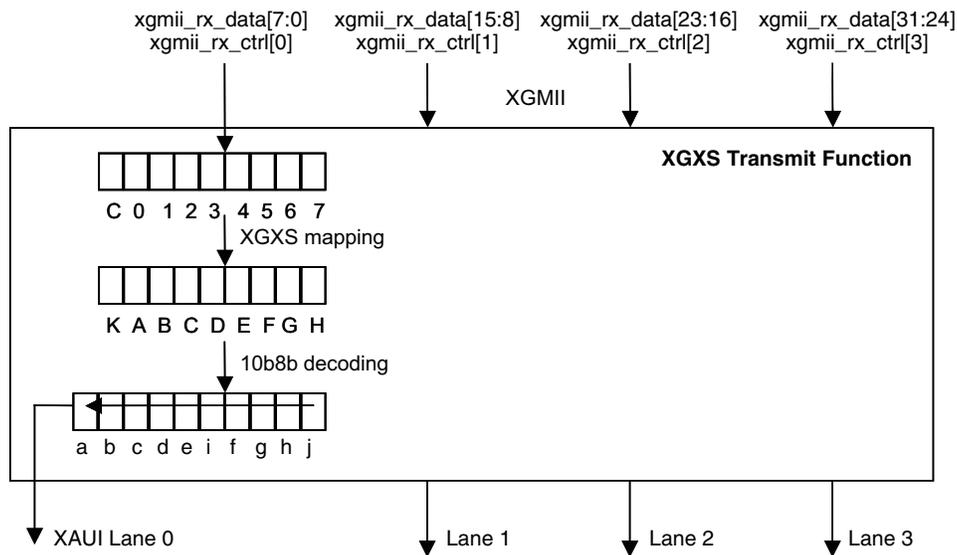 xgmii_rx_data[7:0] xgmii_rx_data[15:8] xgmii_rx_data[23:16] xgmii_rx_data[31:24]
xgmii_rx_ctrl[0] xgmii_rx_ctrl[1] xgmii_rx_ctrl[2] xgmii_rx_ctrl[3]
XGMII
XGXS Transmit Function
C 0 1 2 3 4 5 6 7
XGXS mapping
K A B C D E F G H
10b8b decoding
a b c d e i f g h j
XAUI Lane 0 Lane 1 Lane 2 Lane 3